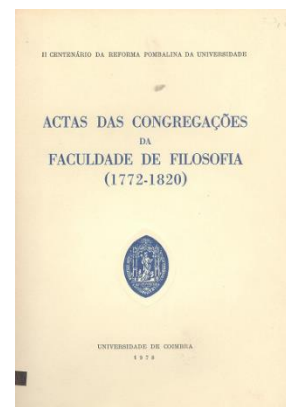 II CENTENÁRIO DA REFORMA POMBALINA DA UNIVERSIDADE
ACTAS DAS CONGREGAÇÕES
DA
FACULDADE DE FILOSOFIA
(1772-1820)
UNIVERSIDADE DE COIMBRA
1978